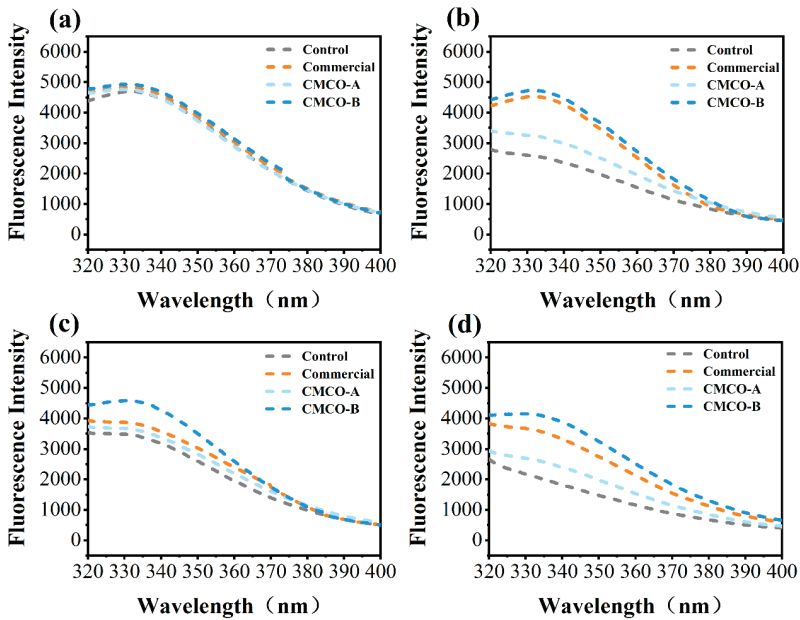 (a)
Fluorescence Intensity
6000
5000
4000
3000
2000
1000
0
Control
Commercial
CMCO-A
CMCO-B
320 330 340 350 360 370 380 390 400
Wavelength（nm）
(b)
Fluorescence Intensity
6000
5000
4000
3000
2000
1000
0
Control
Commercial
CMCO-A
CMCO-B
320 330 340 350 360 370 380 390 400
Wavelength（nm）
(c)
Fluorescence Intensity
6000
5000
4000
3000
2000
1000
0
Control
Commercial
CMCO-A
CMCO-B
320 330 340 350 360 370 380 390 400
Wavelength（nm）
(d)
Fluorescence Intensity
6000
5000
4000
3000
2000
1000
0
Control
Commercial
CMCO-A
CMCO-B
320 330 340 350 360 370 380 390 400
Wavelength（nm）